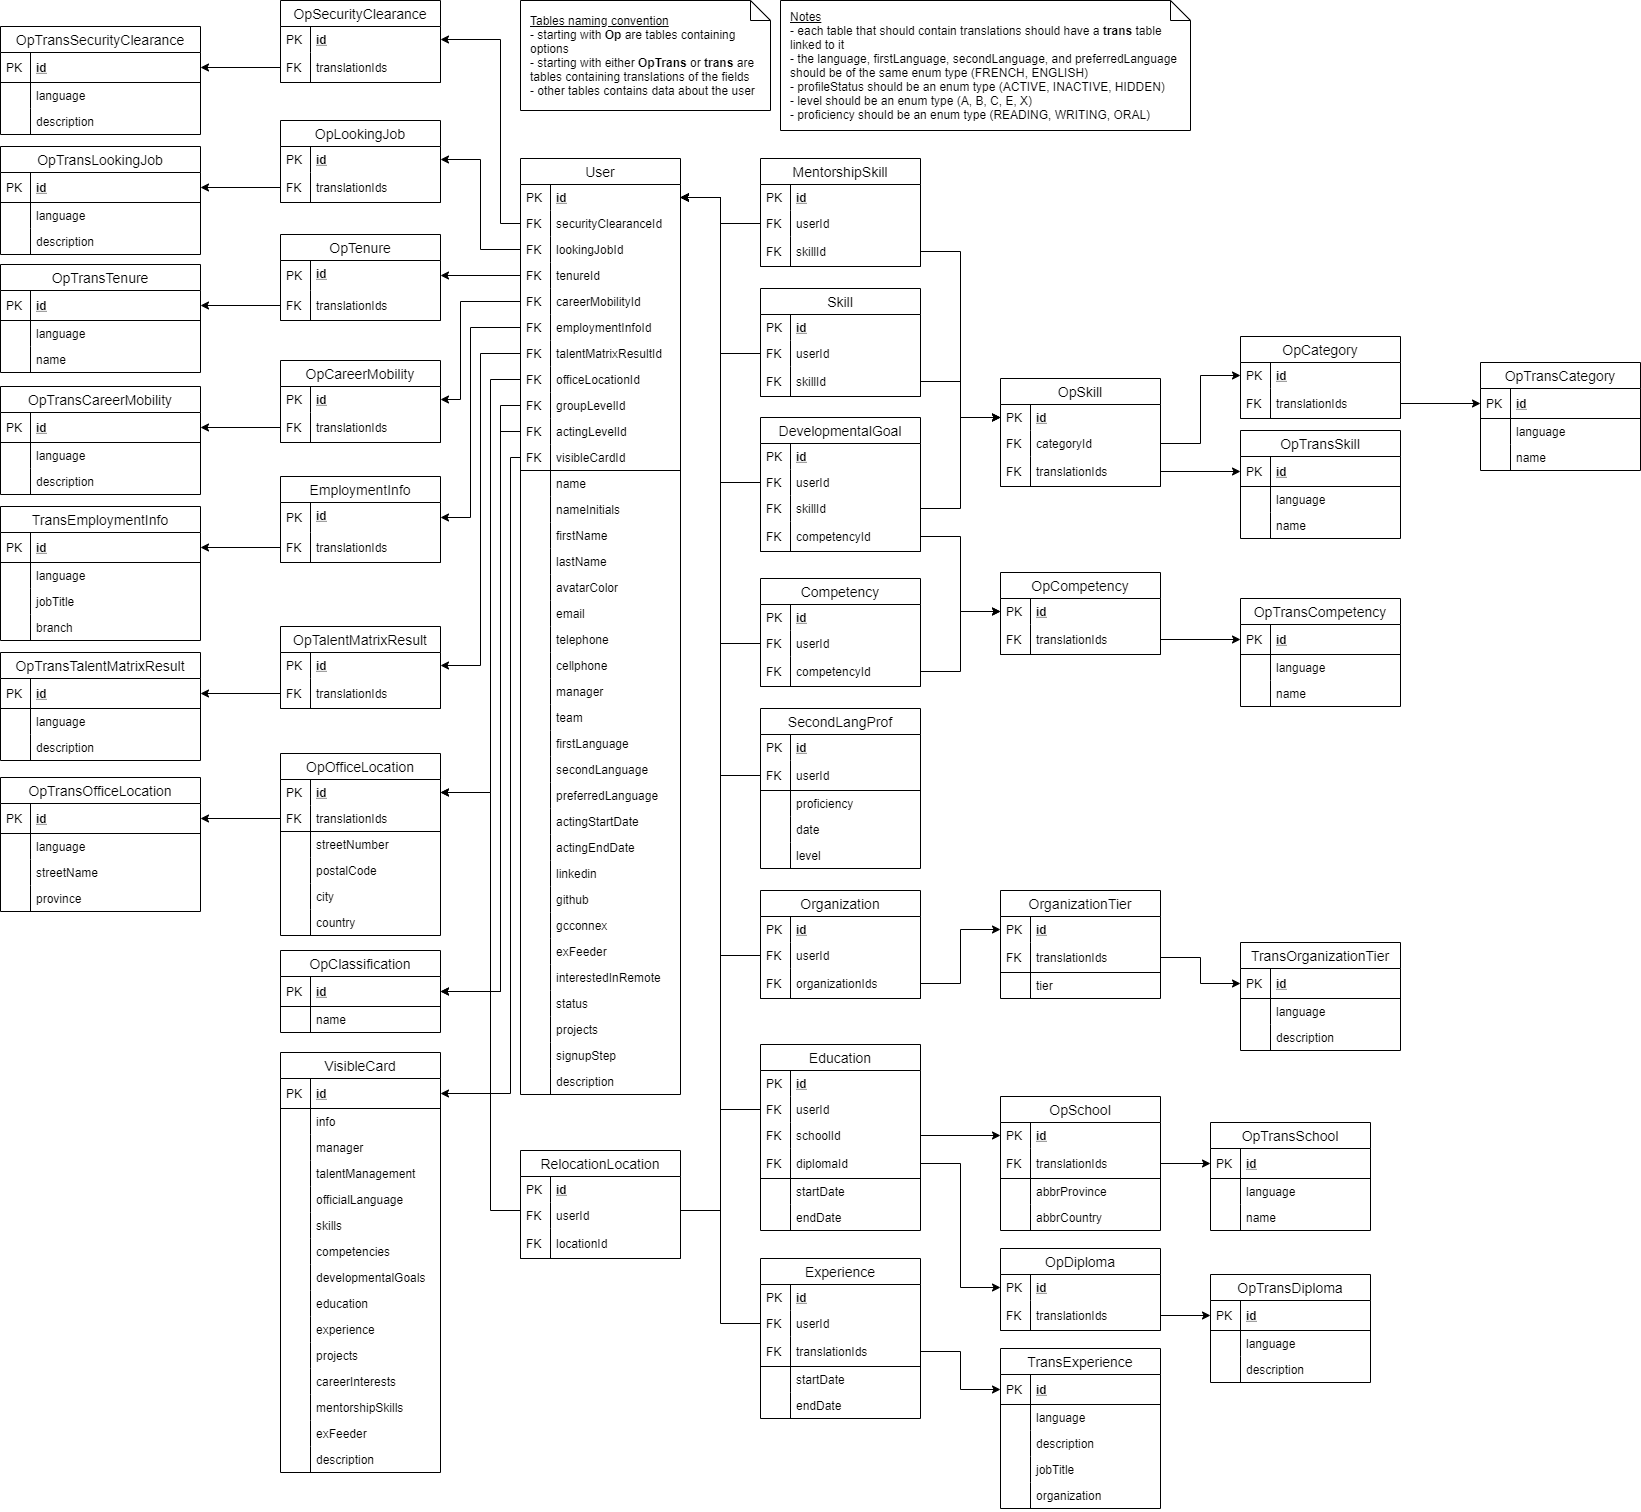 Tables naming convention
- starting with Op are tables containing
options
- starting with either OpTrans or trans are
tables containing translations of the fields
- other tables contains data about the user
Notes
- each table that should contain translations should have a trans table
linked to it
- the language, firstLanguage, secondLanguage, and preferredLanguage
should be of the same enum type (FRENCH, ENGLISH)
- profileStatus should be an enum type (ACTIVE, INACTIVE, HIDDEN)
- level should be an enum type (A, B, C, E, X)
- proficiency should be an enum type (READING, WRITING, ORAL)
OpTransSecurityClearance
PK id
language
description
OpTransLookingJob
PK id
language
description
OpTransTenure
PK id
language
name
OpTransCareerMobility
PK id
language
description
TransEmploymentInfo
PK id
language
jobTitle
branch
OpTransTalentMatrixResult
PK id
language
description
OpTransOfficeLocation
PK id
language
streetName
province
OpSecurityClearance
PK id
FK translationIds
OpLookingJob
PK id
FK translationIds
OpTenure
PK id
FK translationIds
OpCareerMobility
PK id
FK translationIds
EmploymentInfo
PK id
FK translationIds
OpTalentMatrixResult
PK id
FK translationIds
OpOfficeLocation
PK id
FK translationIds
streetNumber
postalCode
city
country
OpClassification
PK id
name
VisibleCard
PK id
info
manager
talentManagement
officialLanguage
skills
competencies
developmentalGoals
education
experience
projects
careerInterests
mentorshipSkills
exFeeder
description
User
PK id
FK securityClearanceId
FK lookingJobId
FK tenureId
FK careerMobilityId
FK employmentInfoId
FK talentMatrixResultId
FK officeLocationId
FK groupLevelId
FK actingLevelId
FK visibleCardId
name
nameInitials
firstName
lastName
avatarColor
email
telephone
cellphone
manager
team
firstLanguage
secondLanguage
preferredLanguage
actingStartDate
actingEndDate
linkedin
github
gcconnex
exFeeder
interestedInRemote
status
projects
signupStep
description
RelocationLocation
PK id
FK userId
FK locationId
MentorshipSkill
PK id
FK userId
FK skillId
Skill
PK id
FK userId
FK skillId
DevelopmentalGoal
PK id
FK userId
FK skillId
FK competencyId
Competency
PK id
FK userId
FK competencyId
SecondLangProf
PK id
FK userId
proficiency
date
level
Organization
PK id
FK userId
FK organizationIds
Education
PK id
FK userId
FK schoolId
FK diplomaId
startDate
endDate
Experience
PK id
FK userId
FK translationIds
startDate
endDate
OpSkill
PK id
FK categoryId
FK translationIds
OpCompetency
PK id
FK translationIds
OrganizationTier
PK id
FK translationIds
tier
OpSchool
PK id
FK translationIds
abbrProvince
abbrCountry
OpDiploma
PK id
FK translationIds
TransExperience
PK id
language
description
jobTitle
organization
OpCategory
PK id
FK translationIds
OpTransSkill
PK id
language
name
OpTransCompetency
PK id
language
name
TransOrganizationTier
PK id
language
description
OpTransSchool
PK id
language
name
OpTransDiploma
PK id
language
description
OpTransCategory
PK id
language
name